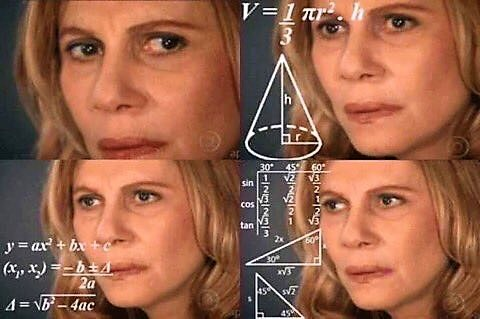 V = 1/3 πr². h
h
r
y = ax² + bx + c
(x₁, x₂) = -b ± Δ / 2a
Δ = √b² – 4ac
30° 45° 60°
sin 1/2 √2/2 √3/2
cos √3/2 √2/2 1/2
tan √3/3 1 √3
2x 60° x
30°
x√3
s 45° s√2
45°